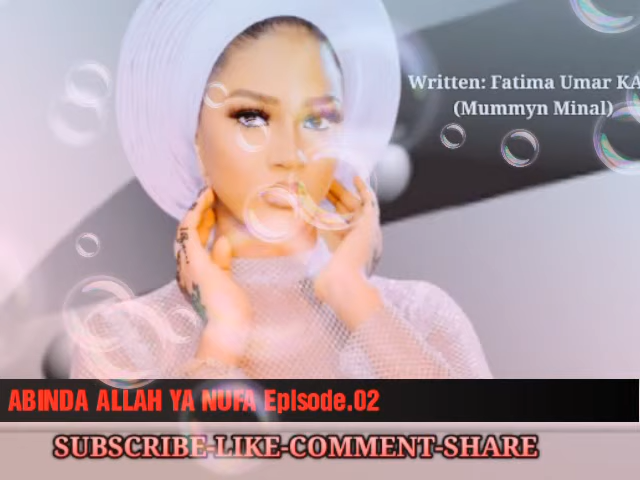 Written: Fatima Umar KA
(Mummyn Minal)
ABINDA ALLAH YA NUFA EpIsode.02
SUBSCRIBE-LIKE-COMMENT-SHARE